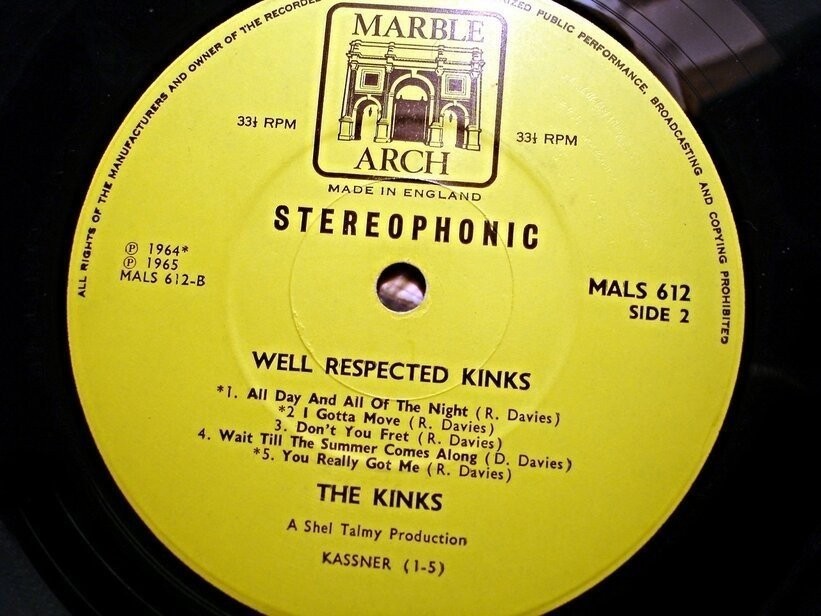 ALL RIGHTS OF THE MANUFACTURERS AND OWNER OF THE RECORDED
PUBLIC PERFORMANCE, BROADCASTING AND COPYING PROHIBITED
MARBLE
ARCH
33⅓ RPM
33⅓ RPM
MADE IN ENGLAND
STEREOPHONIC
℗ 1964*
℗ 1965
MALS 612-B
MALS 612
SIDE 2
WELL RESPECTED KINKS
*1. All Day And All Of The Night (R. Davies)
*2 I Gotta Move (R. Davies)
3. Don't You Fret (R. Davies)
4. Wait Till The Summer Comes Along (D. Davies)
*5. You Really Got Me (R. Davies)
THE KINKS
A Shel Talmy Production
KASSNER (1-5)